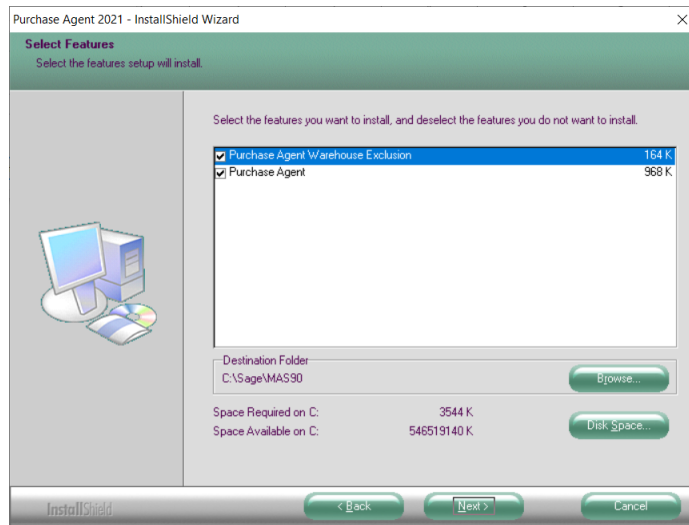 Purchase Agent 2021 - InstallShield Wizard
Select Features
Select the features setup will install.
Select the features you want to install, and deselect the features you do not want to install.
Purchase Agent Warehouse Exclusion 164 K
Purchase Agent 968 K
Destination Folder
C:\Sage\MAS90
Browse...
Space Required on C: 3544 K
Space Available on C: 546519140 K
Disk Space...
InstallShield
< Back
Next >
Cancel